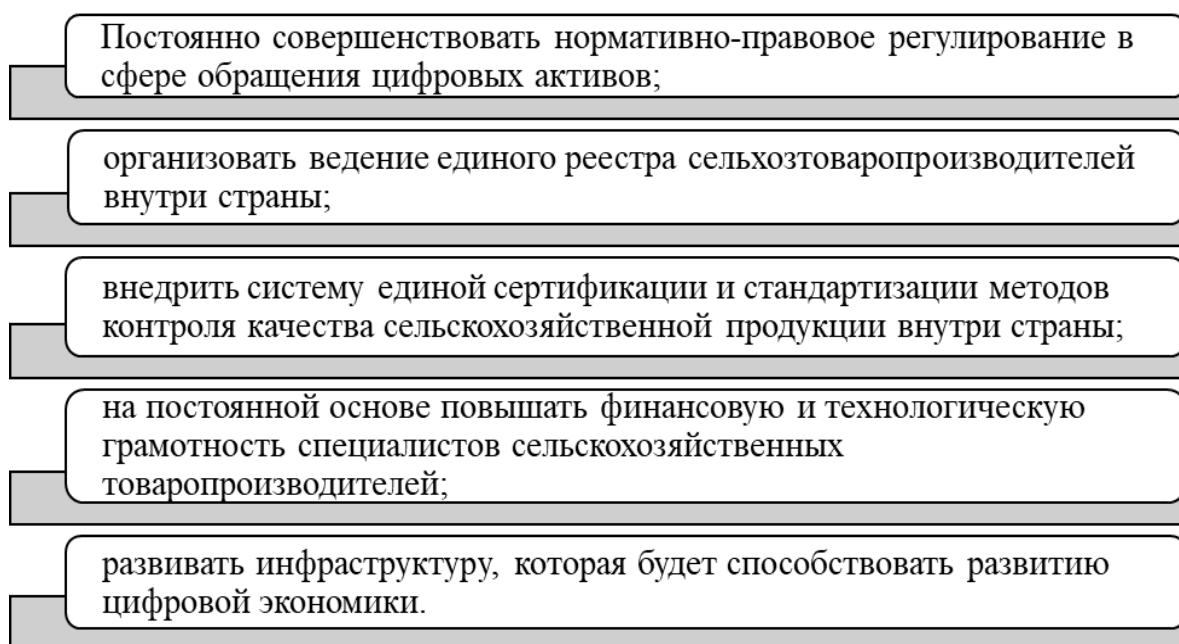 Постоянно совершенствовать нормативно-правовое регулирование в
сфере обращения цифровых активов;
организовать ведение единого реестра сельхозтоваропроизводителей
внутри страны;
внедрить систему единой сертификации и стандартизации методов
контроля качества сельскохозяйственной продукции внутри страны;
на постоянной основе повышать финансовую и технологическую
грамотность специалистов сельскохозяйственных
товаропроизводителей;
развивать инфраструктуру, которая будет способствовать развитию
цифровой экономики.